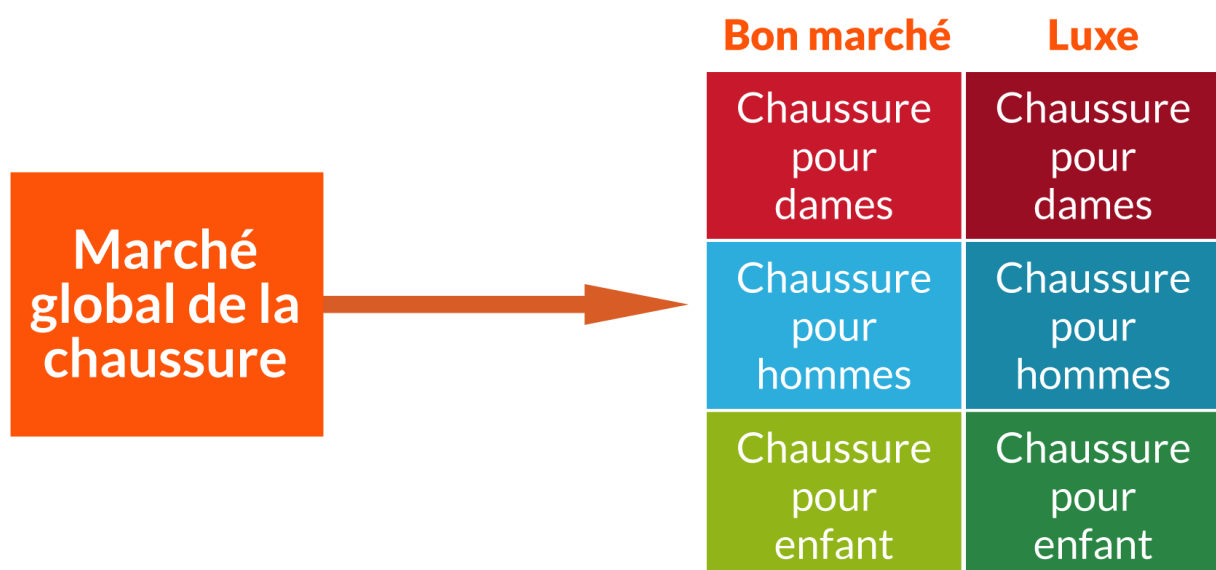 Bon marché
Luxe
Marché
global de la
chaussure
Chaussure
pour
dames
Chaussure
pour
dames
Chaussure
pour
hommes
Chaussure
pour
hommes
Chaussure
pour
enfant
Chaussure
pour
enfant